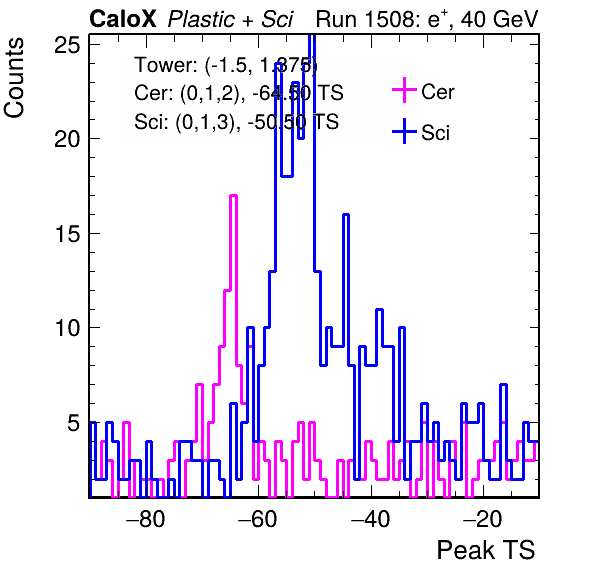 CaloX Plastic + Sci Run 1508: e+, 40 GeV
Counts
25
20
15
10
5
Tower: (-1.5, 1.375)
Cer: (0,1,2), -64.50 TS
Sci: (0,1,3), -50.50 TS
Cer
Sci
−80 −60 −40 −20
Peak TS